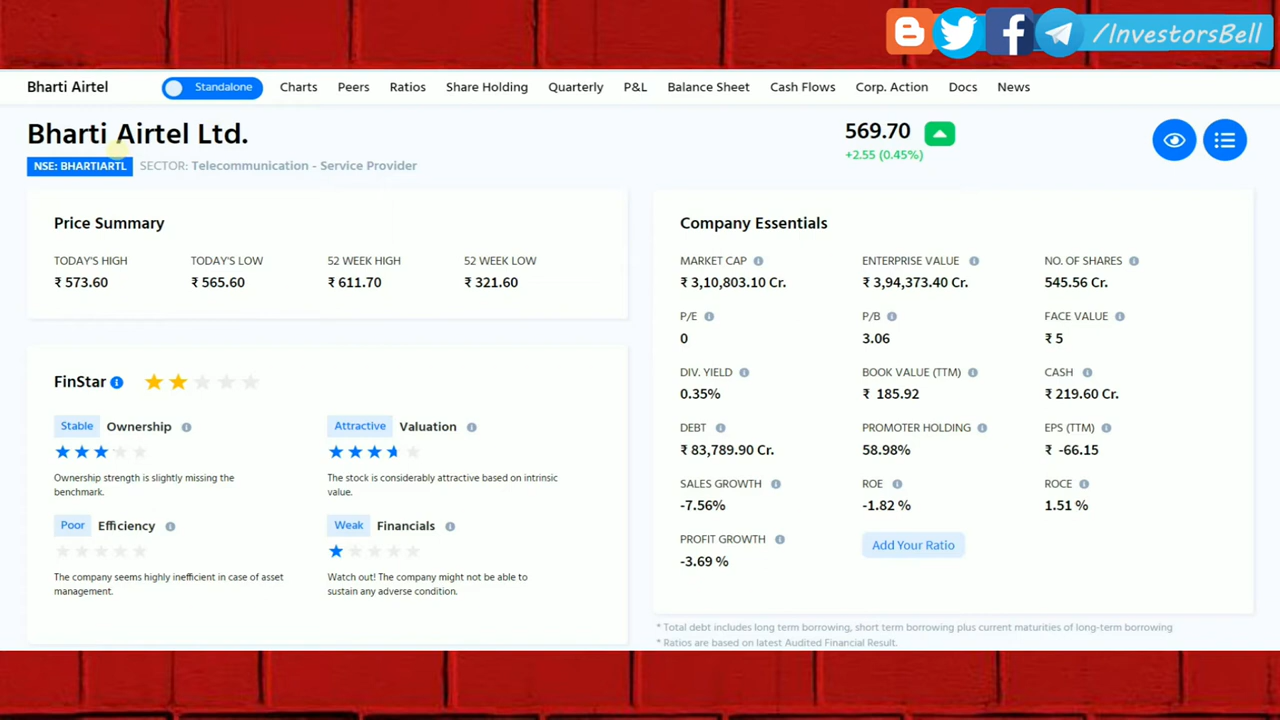 /InvestorsBell
Bharti Airtel Standalone Charts Peers Ratios Share Holding Quarterly P&L Balance Sheet Cash Flows Corp. Action Docs News
Bharti Airtel Ltd.
NSE: BHARTIARTL SECTOR: Telecommunication - Service Provider
569.70
+2.55 (0.45%)
Price Summary
TODAY'S HIGH TODAY'S LOW 52 WEEK HIGH 52 WEEK LOW
₹ 573.60 ₹ 565.60 ₹ 611.70 ₹ 321.60
FinStar
Stable Ownership
Ownership strength is slightly missing the
benchmark.
Attractive Valuation
The stock is considerably attractive based on intrinsic
value.
Poor Efficiency
The company seems highly inefficient in case of asset
management.
Weak Financials
Watch out! The company might not be able to
sustain any adverse condition.
Company Essentials
MARKET CAP ENTERPRISE VALUE NO. OF SHARES
₹ 3,10,803.10 Cr. ₹ 3,94,373.40 Cr. 545.56 Cr.
P/E P/B FACE VALUE
0 3.06 ₹ 5
DIV. YIELD BOOK VALUE (TTM) CASH
0.35% ₹ 185.92 ₹ 219.60 Cr.
DEBT PROMOTER HOLDING EPS (TTM)
₹ 83,789.90 Cr. 58.98% ₹ -66.15
SALES GROWTH ROE ROCE
-7.56% -1.82 % 1.51 %
PROFIT GROWTH Add Your Ratio
-3.69 %
* Total debt includes long term borrowing, short term borrowing plus current maturities of long-term borrowing
* Ratios are based on latest Audited Financial Result.